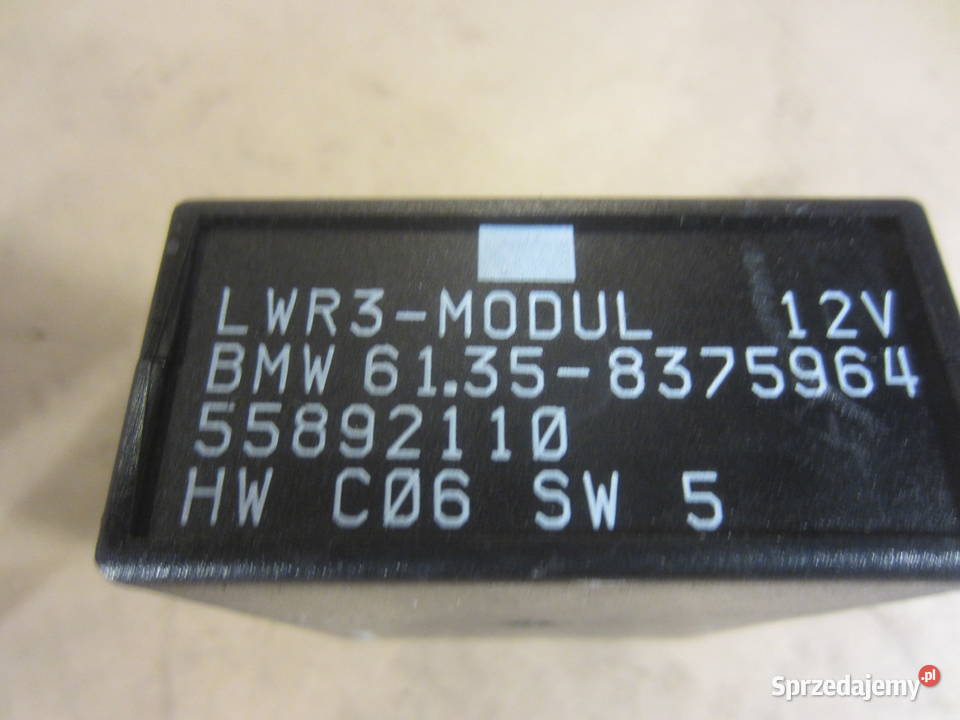 LWR3-MODUL 12V
BMW 61.35-8375964
55892110
HW C06 SW 5
Sprzedajemy.pl